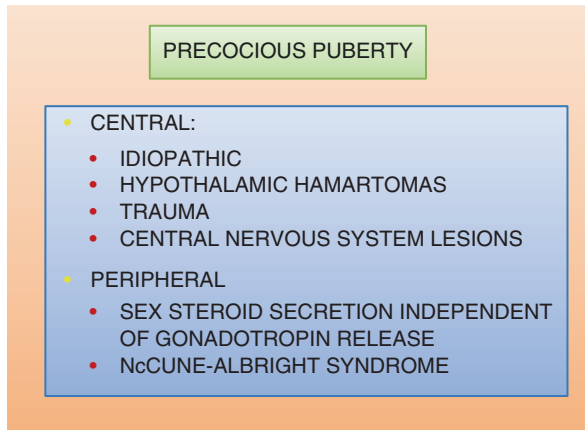 PRECOCIOUS PUBERTY
• CENTRAL:
• IDIOPATHIC
• HYPOTHALAMIC HAMARTOMAS
• TRAUMA
• CENTRAL NERVOUS SYSTEM LESIONS
• PERIPHERAL
• SEX STEROID SECRETION INDEPENDENT
OF GONADOTROPIN RELEASE
• NcCUNE-ALBRIGHT SYNDROME